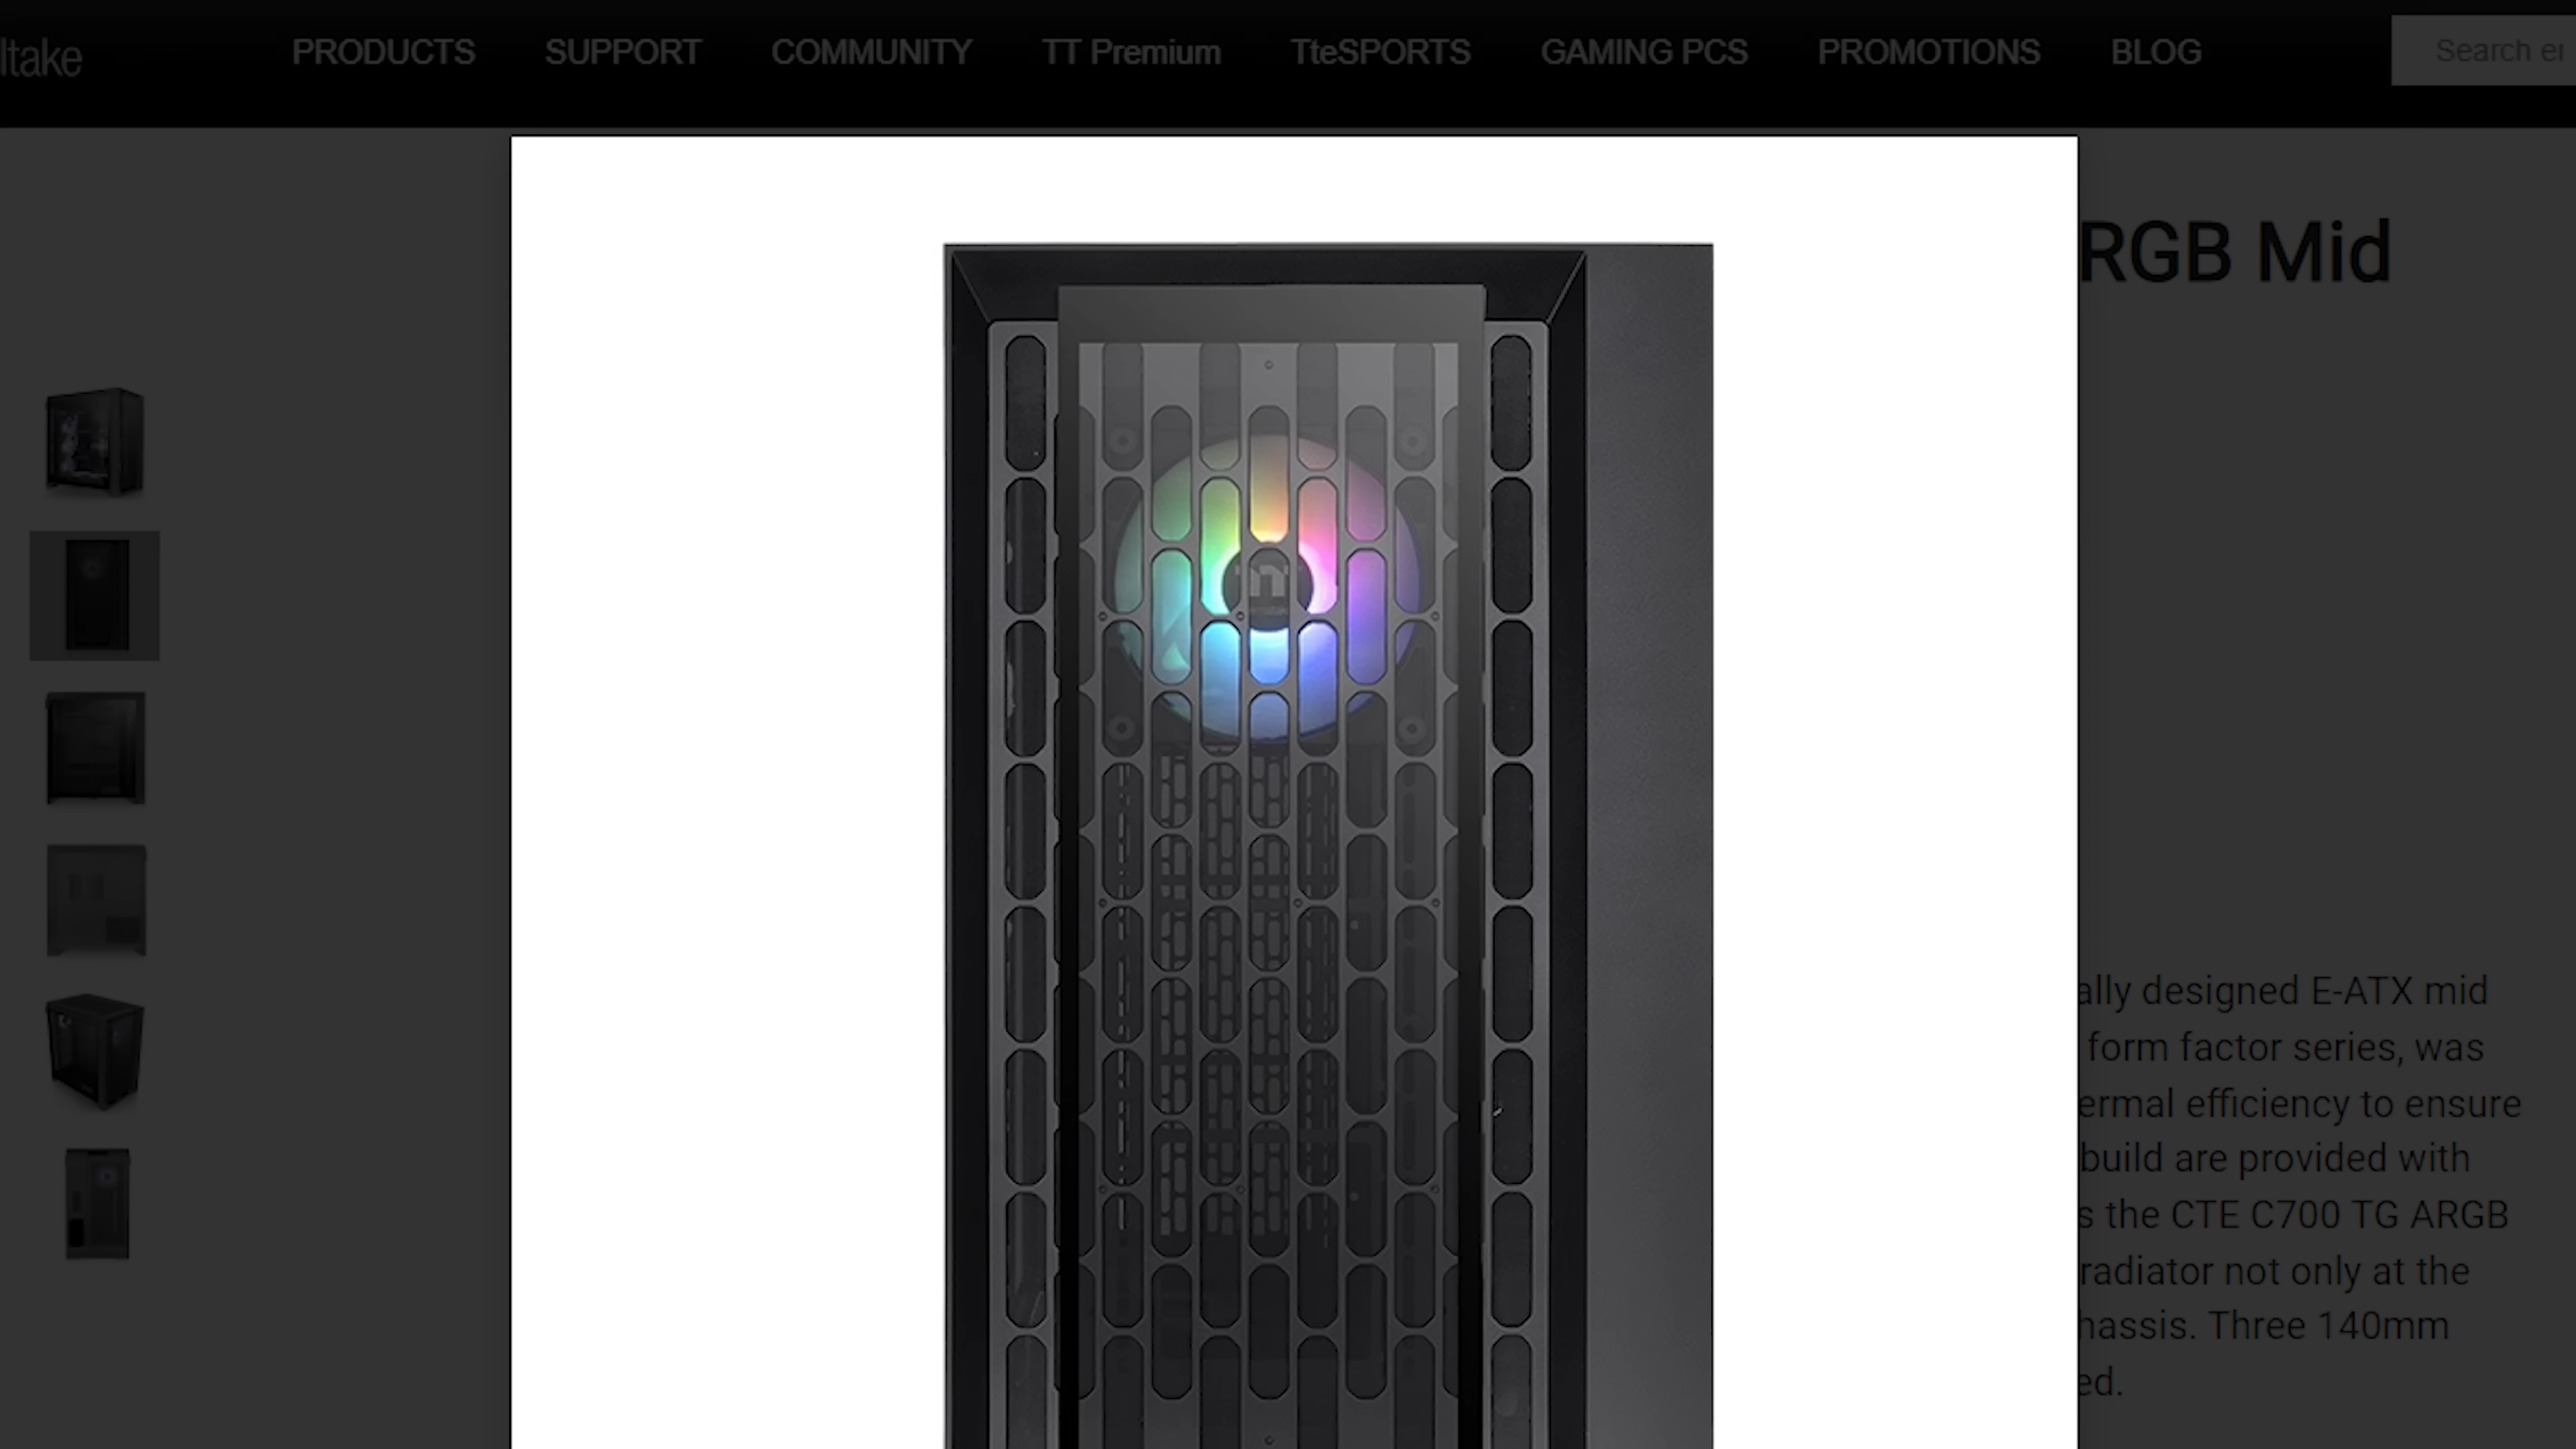 ltake
PRODUCTS SUPPORT COMMUNITY TT Premium TteSPORTS GAMING PCS PROMOTIONS BLOG
Search en
RGB Mid
tt
ally designed E-ATX mid
form factor series, was
ermal efficiency to ensure
build are provided with
s the CTE C700 TG ARGB
radiator not only at the
hassis. Three 140mm
ed.